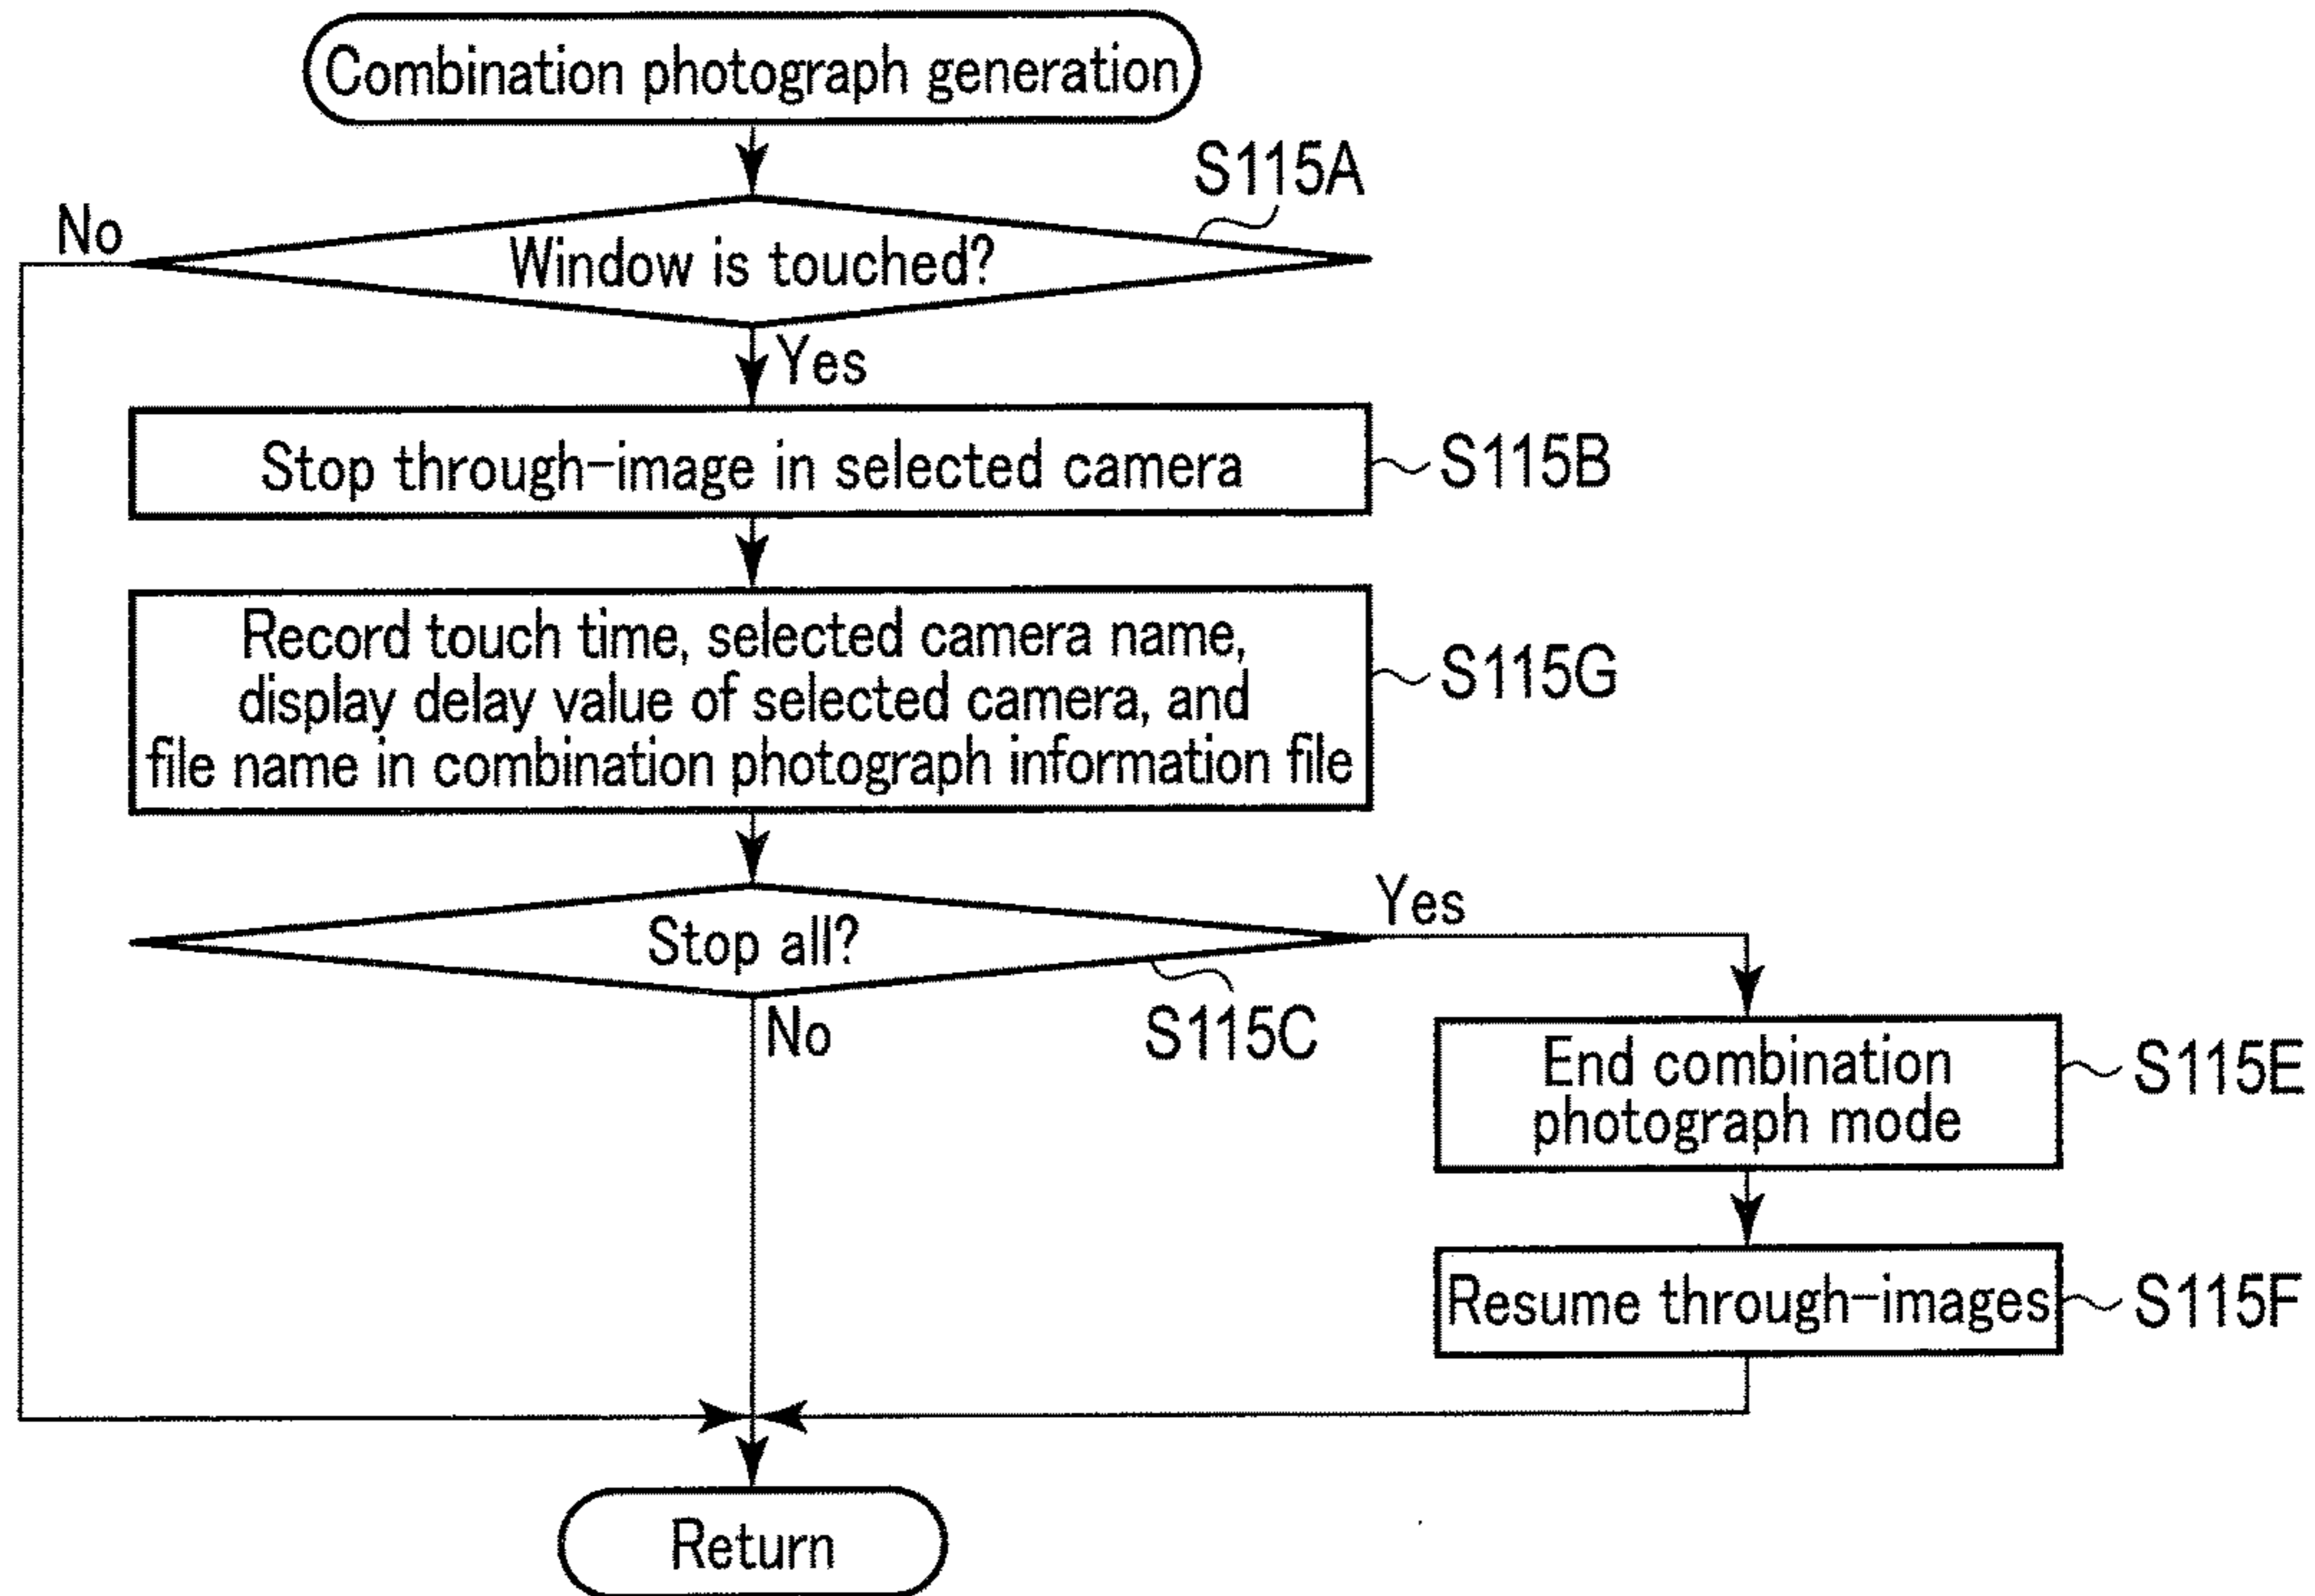 Combination photograph generation
S115A
No
Window is touched?
Yes
Stop through-image in selected camera
S115B
Record touch time, selected camera name,
display delay value of selected camera, and
file name in combination photograph information file
S115G
Yes
Stop all?
No
S115C
End combination
photograph mode
S115E
Resume through-images
S115F
Return